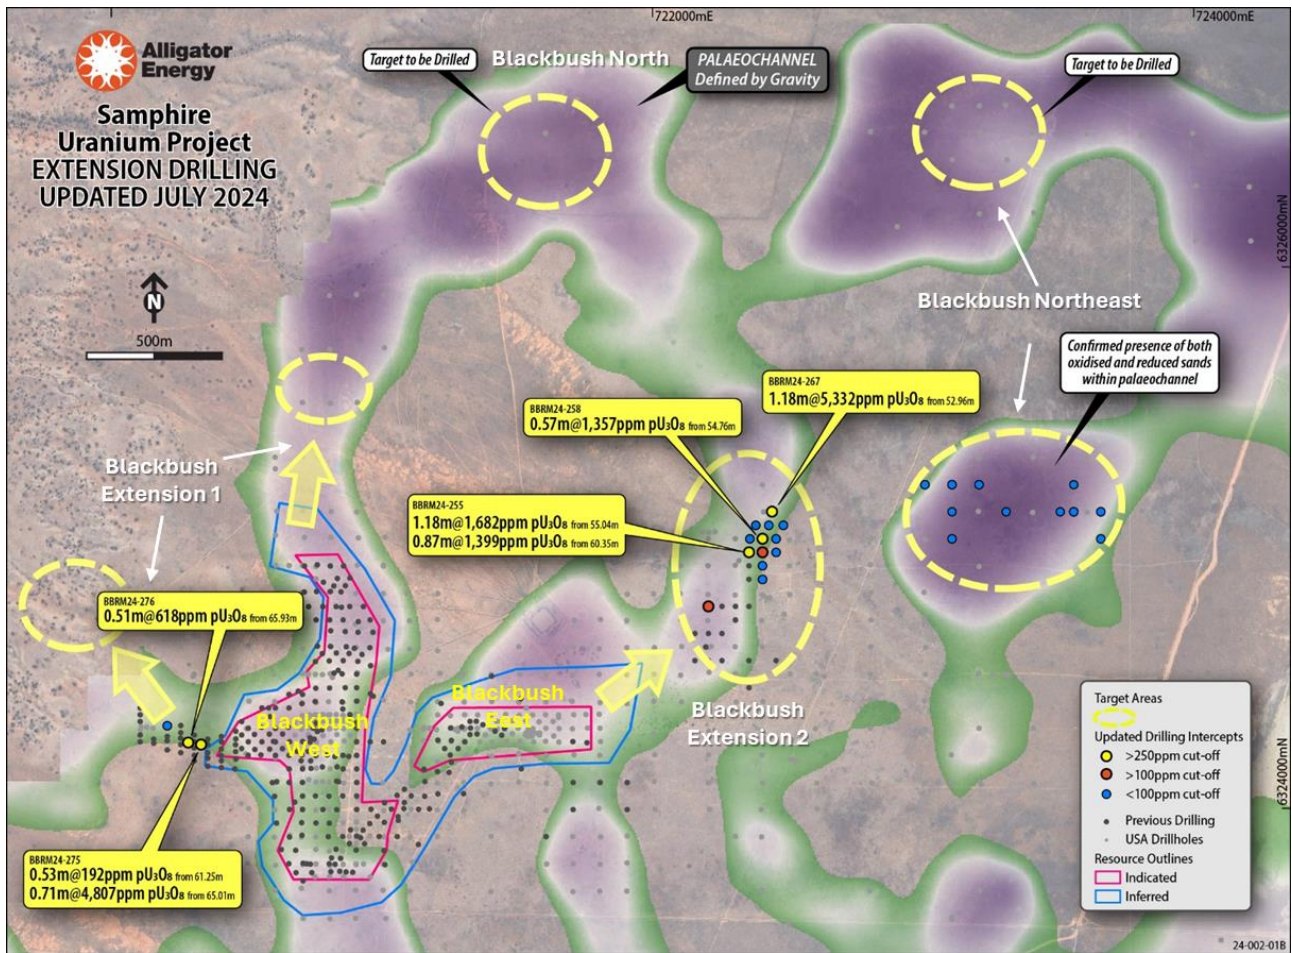 722000mE
724000mE
Alligator
Energy
Samphire
Uranium Project
EXTENSION DRILLING
UPDATED JULY 2024
N
500m
Target to be Drilled
Blackbush North
PALAEOCHANNEL
Defined by Gravity
Target to be Drilled
6326000mN
Blackbush Northeast
Confirmed presence of both
oxidised and reduced sands
within palaeochannel
BBRM24-267
1.18m@5,332ppm pU₃O₈ from 52.96m
BBRM24-258
0.57m@1,357ppm pU₃O₈ from 54.76m
Blackbush
Extension 1
BBRM24-255
1.18m@1,682ppm pU₃O₈ from 55.04m
0.87m@1,399ppm pU₃O₈ from 60.35m
BBRM24-276
0.51m@618ppm pU₃O₈ from 65.93m
Blackbush
West
Blackbush
East
Blackbush
Extension 2
6324000mN
BBRM24-275
0.53m@192ppm pU₃O₈ from 61.25m
0.71m@4,807ppm pU₃O₈ from 65.01m
Target Areas
Updated Drilling Intercepts
>250ppm cut-off
>100ppm cut-off
<100ppm cut-off
Previous Drilling
USA Drillholes
Resource Outlines
Indicated
Inferred
24-002-01B